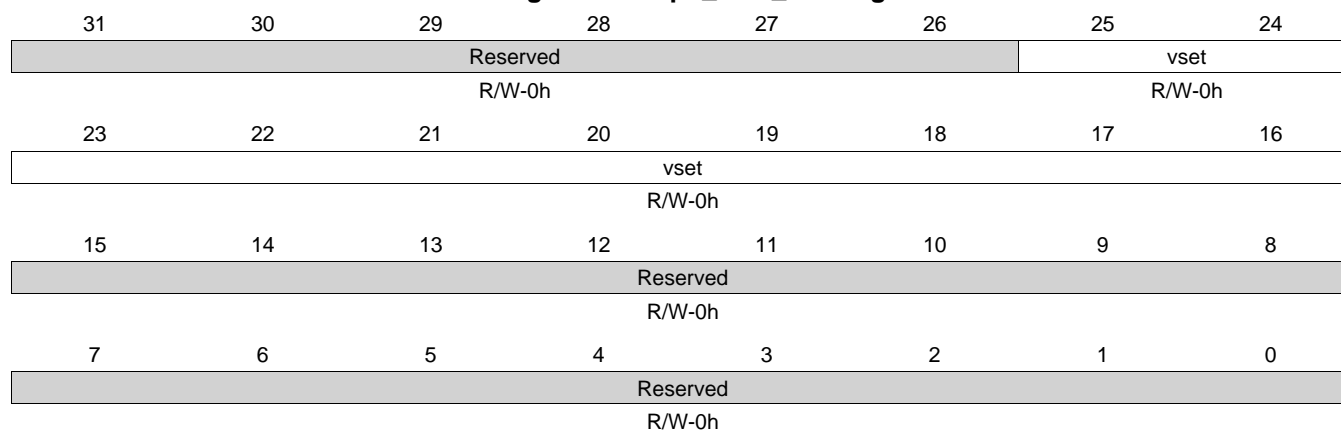 31 30 29 28 27 26 25 24
Reserved vset
R/W-0h R/W-0h
23 22 21 20 19 18 17 16
vset
R/W-0h
15 14 13 12 11 10 9 8
Reserved
R/W-0h
7 6 5 4 3 2 1 0
Reserved
R/W-0h